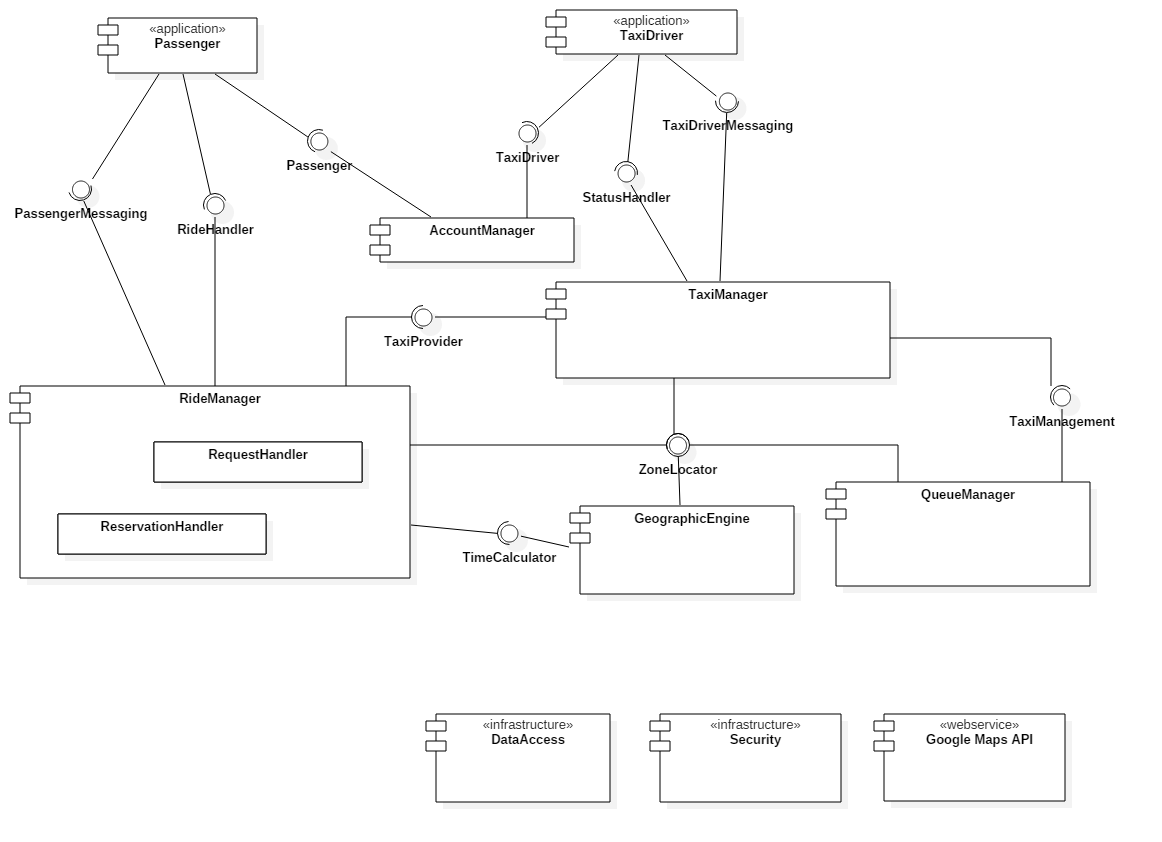 «application»
Passenger
«application»
TaxiDriver
TaxiDriverMessaging
TaxiDriver
Passenger
StatusHandler
PassengerMessaging
RideHandler
AccountManager
TaxiManager
TaxiProvider
RideManager
TaxiManagement
RequestHandler
ZoneLocator
QueueManager
GeographicEngine
ReservationHandler
TimeCalculator
«infrastructure»
DataAccess
«infrastructure»
Security
«webservice»
Google Maps API